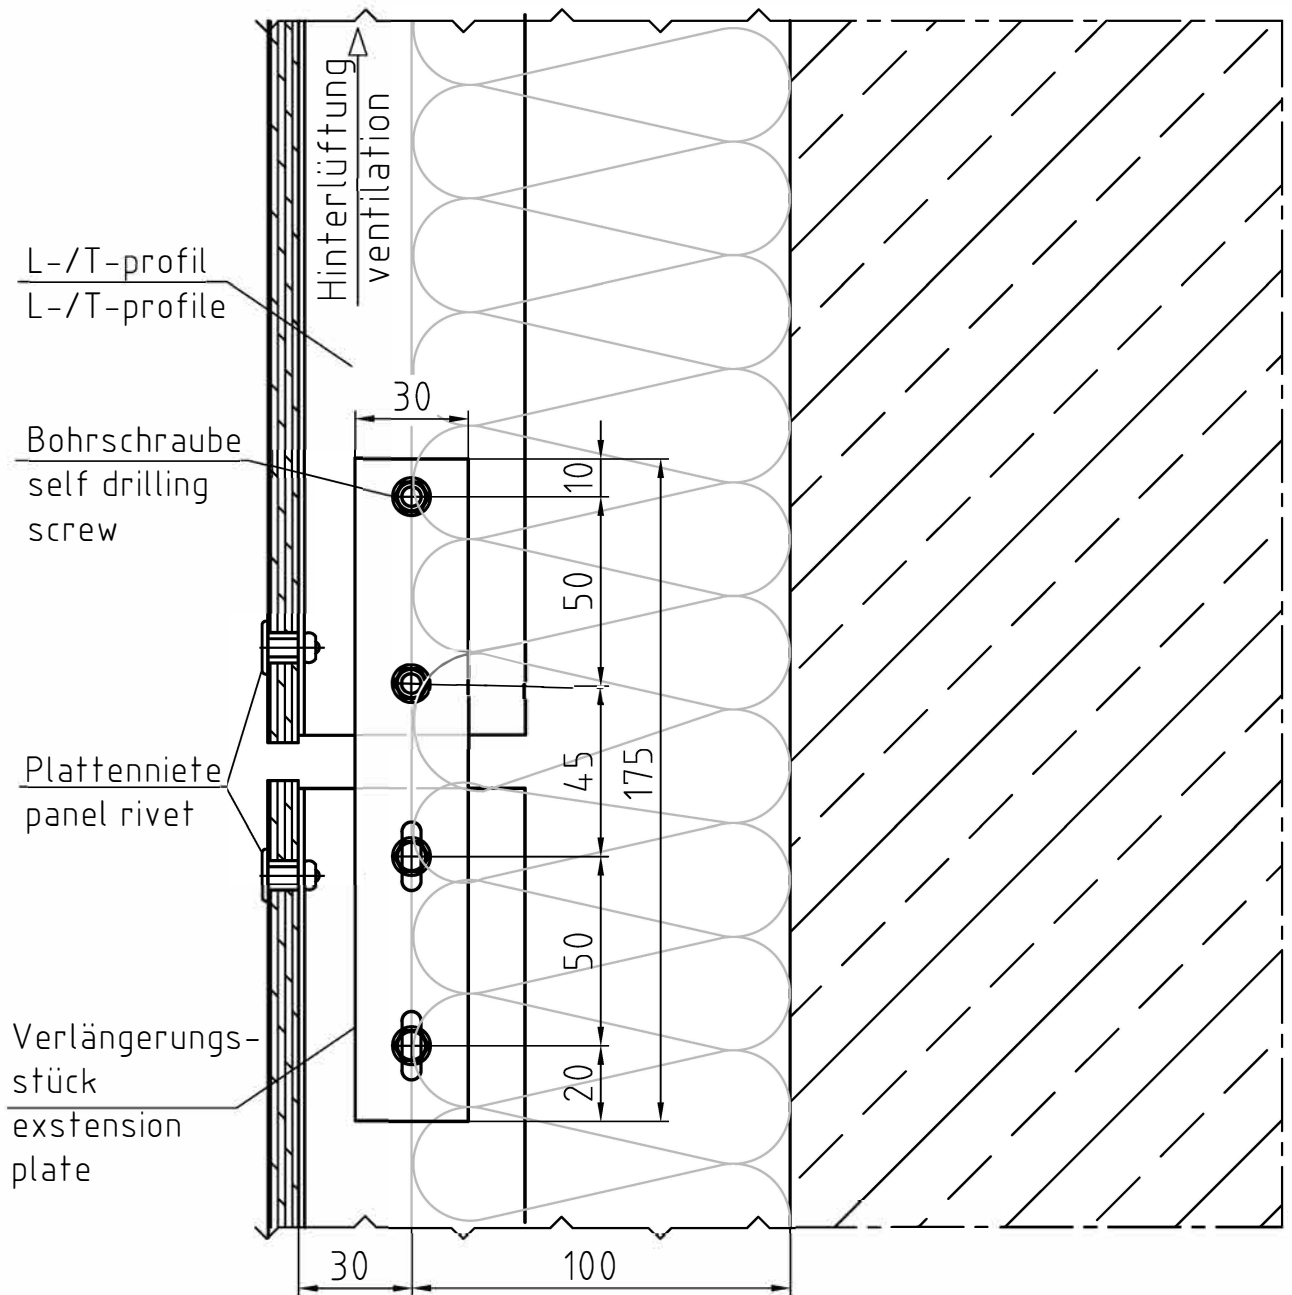 Hinterlüftung
ventilation
L-/T-profil
L-/T-profile
30
Bohrschraube
self drilling
screw
10
50
45
175
Plattenniete
panel rivet
50
20
Verlängerungs-
stück
exstension
plate
30
100